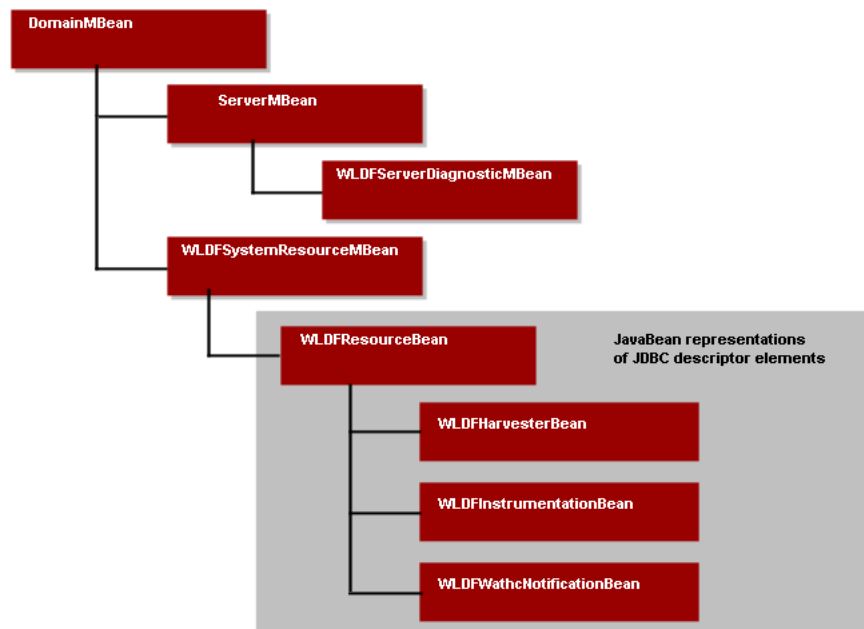 DomainMBean
ServerMBean
WLDFServerDiagnosticMBean
WLDFSystemResourceMBean
WLDFResourceBean
JavaBean representations
of JDBC descriptor elements
WLDFHarvesterBean
WLDFInstrumentationBean
WLDFWathcNotificationBean